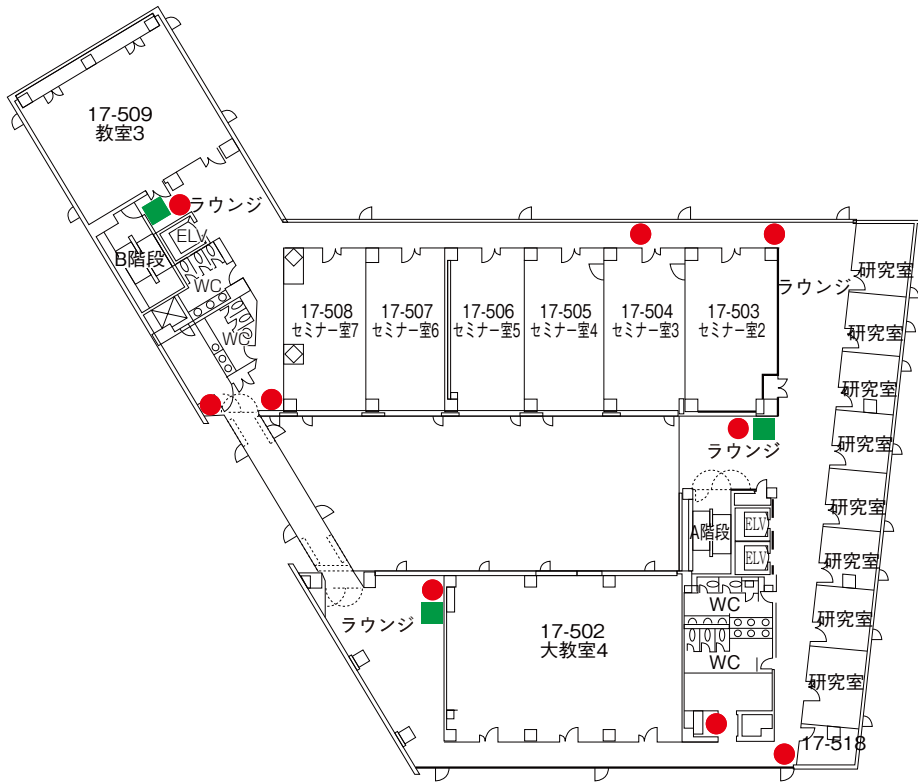 17-509
教室3
ラウンジ
ELV
B階段
WC
WC
17-508
セミナー室7
17-507
セミナー室6
17-506
セミナー室5
17-505
セミナー室4
17-504
セミナー室3
17-503
セミナー室2
ラウンジ
研究室
研究室
研究室
研究室
研究室
研究室
研究室
研究室
ラウンジ
A階段
ELV
ELV
WC
WC
ラウンジ
17-502
大教室4
17-518